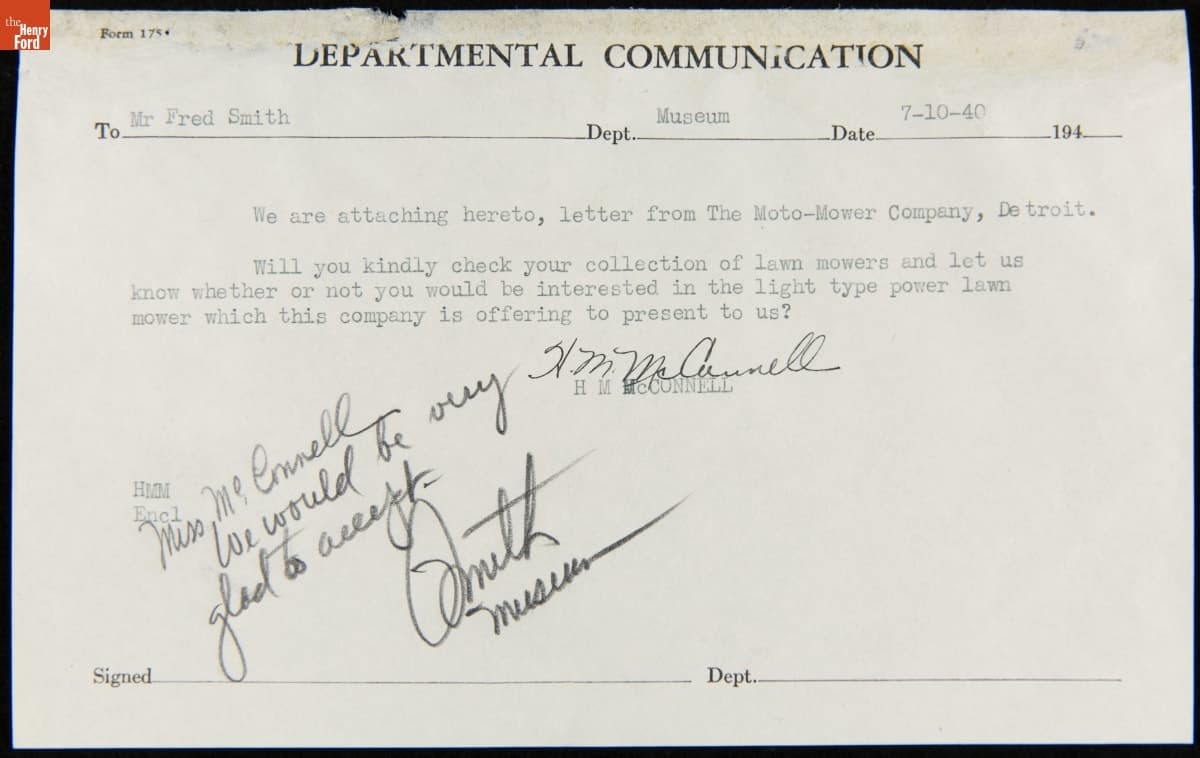 the
Henry
Ford
Form 175
DEPARTMENTAL COMMUNICATION
To Mr Fred Smith Dept. Museum Date 7-10-40 194
We are attaching hereto, letter from The Moto-Mower Company, Detroit.
Will you kindly check your collection of lawn mowers and let us
know whether or not you would be interested in the light type power lawn
mower which this company is offering to present to us?
H. M. McConnell
H M McCONNELL
HMM
Encl
Miss McConnell
We would be very
glad to accept.
Smith
Museum
Signed Dept.